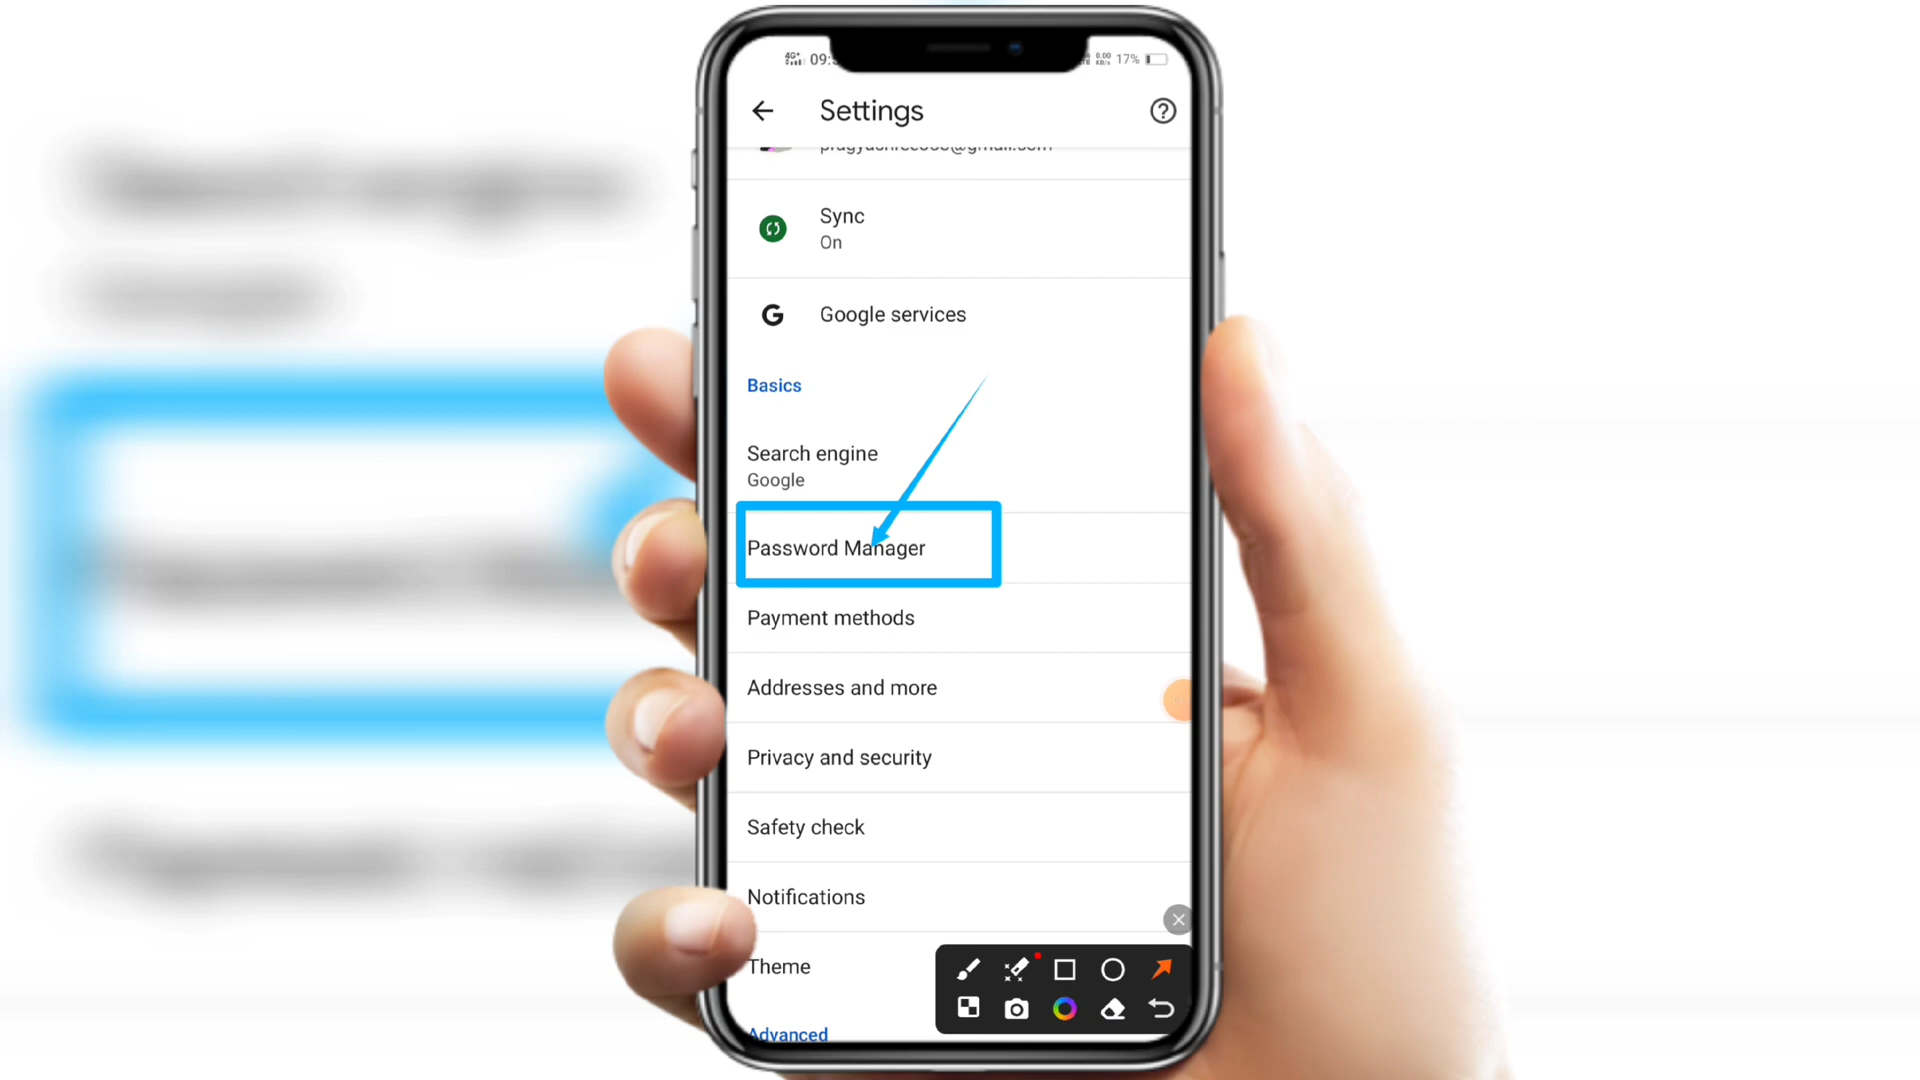 09:
17%
Settings
Sync
On
G
Google services
Basics
Search engine
Google
Password Manager
Payment methods
Addresses and more
Privacy and security
Safety check
Notifications
Theme
Advanced